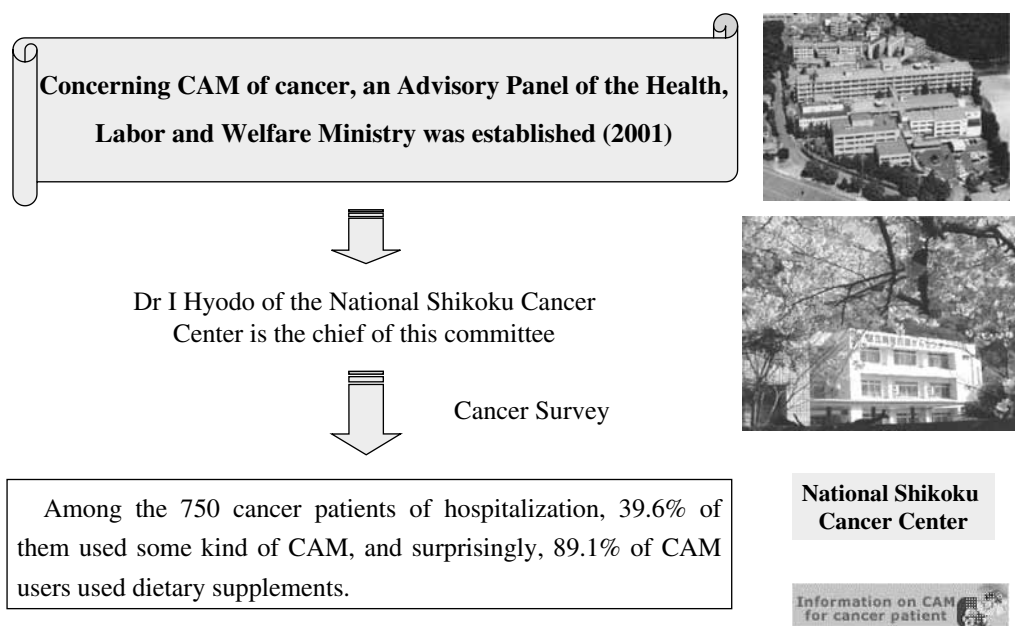 Concerning CAM of cancer, an Advisory Panel of the Health,
Labor and Welfare Ministry was established (2001)
Dr I Hyodo of the National Shikoku Cancer
Center is the chief of this committee
Cancer Survey
Among the 750 cancer patients of hospitalization, 39.6% of
them used some kind of CAM, and surprisingly, 89.1% of CAM
users used dietary supplements.
National Shikoku
Cancer Center
Information on CAM
for cancer patient